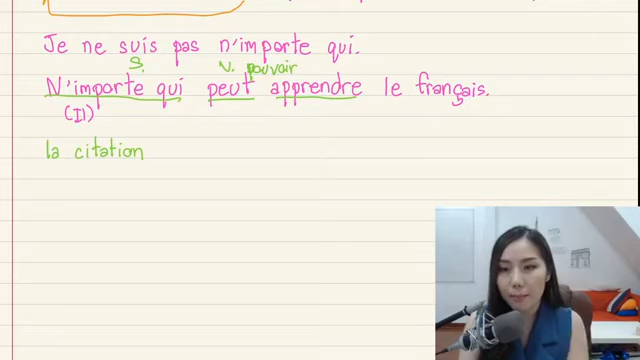 Je ne suis pas n'importe qui.
S. V. pouvoir
N'importe qui peut apprendre le français.
(Il)
la citation